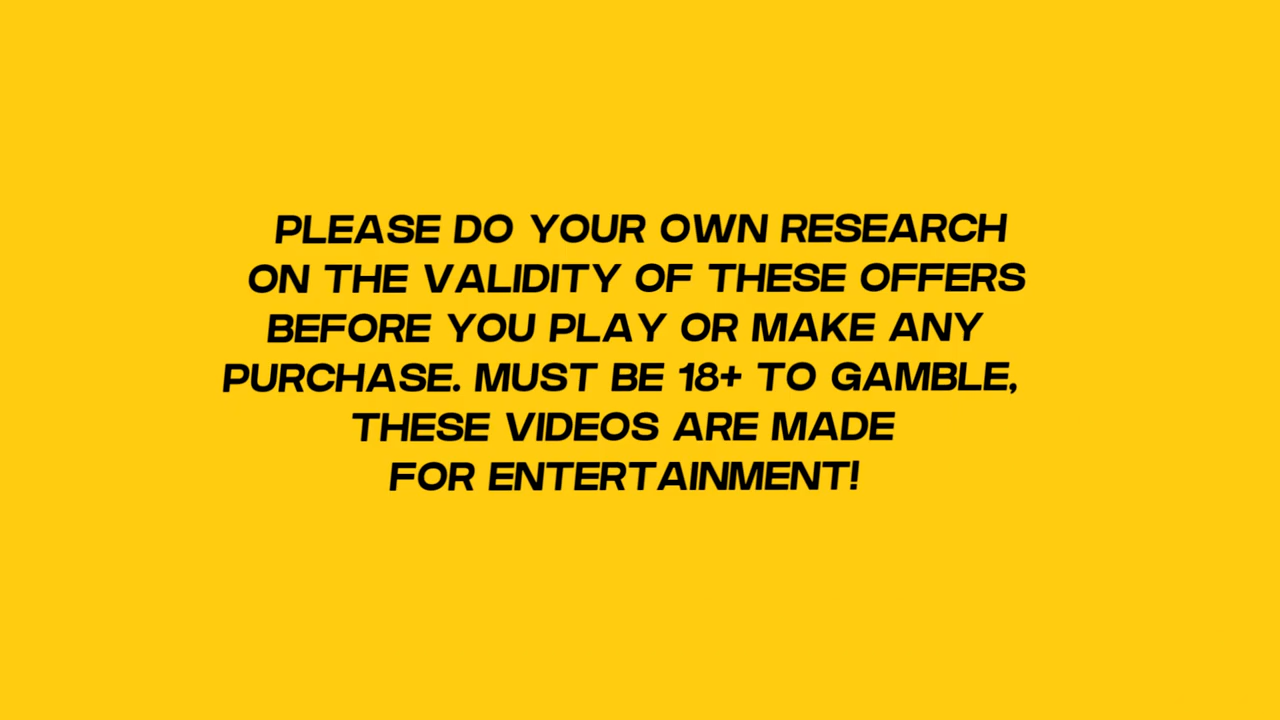 PLEASE DO YOUR OWN RESEARCH
ON THE VALIDITY OF THESE OFFERS
BEFORE YOU PLAY OR MAKE ANY
PURCHASE. MUST BE 18+ TO GAMBLE,
THESE VIDEOS ARE MADE
FOR ENTERTAINMENT!